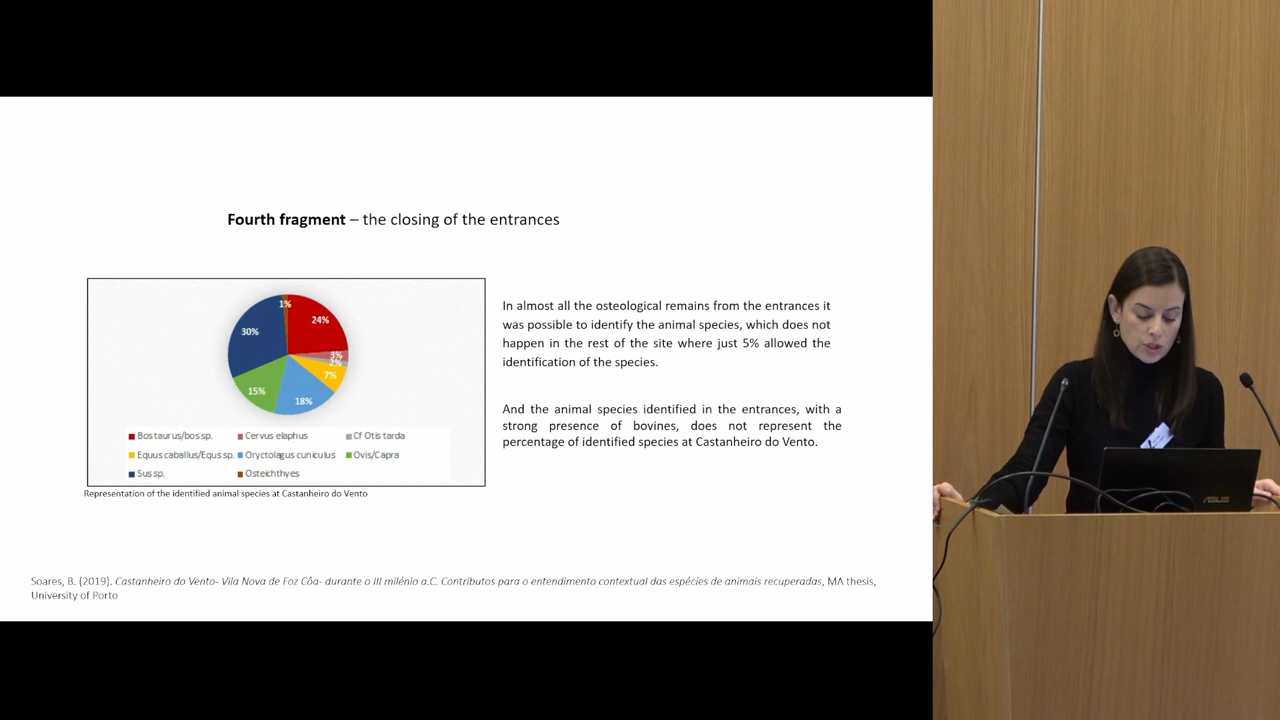 Fourth fragment – the closing of the entrances
1%
24%
30%
3%
2%
7%
15%
18%
Bos taurus/bos sp.
Cervus elaphus
Cf Otis tarda
Equus caballus/Equs sp.
Oryctolagus cuniculus
Ovis/Capra
Sus sp.
Osteichthyes
Representation of the identified animal species at Castanheiro do Vento
In almost all the osteological remains from the entrances it
was possible to identify the animal species, which does not
happen in the rest of the site where just 5% allowed the
identification of the species.
And the animal species identified in the entrances, with a
strong presence of bovines, does not represent the
percentage of identified species at Castanheiro do Vento.
Soares, B. (2019). Castanheiro do Vento- Vila Nova de Foz Côa- durante o III milénio a.C. Contributos para o entendimento contextual das espécies de animais recuperadas, MA thesis,
University of Porto
ASUS